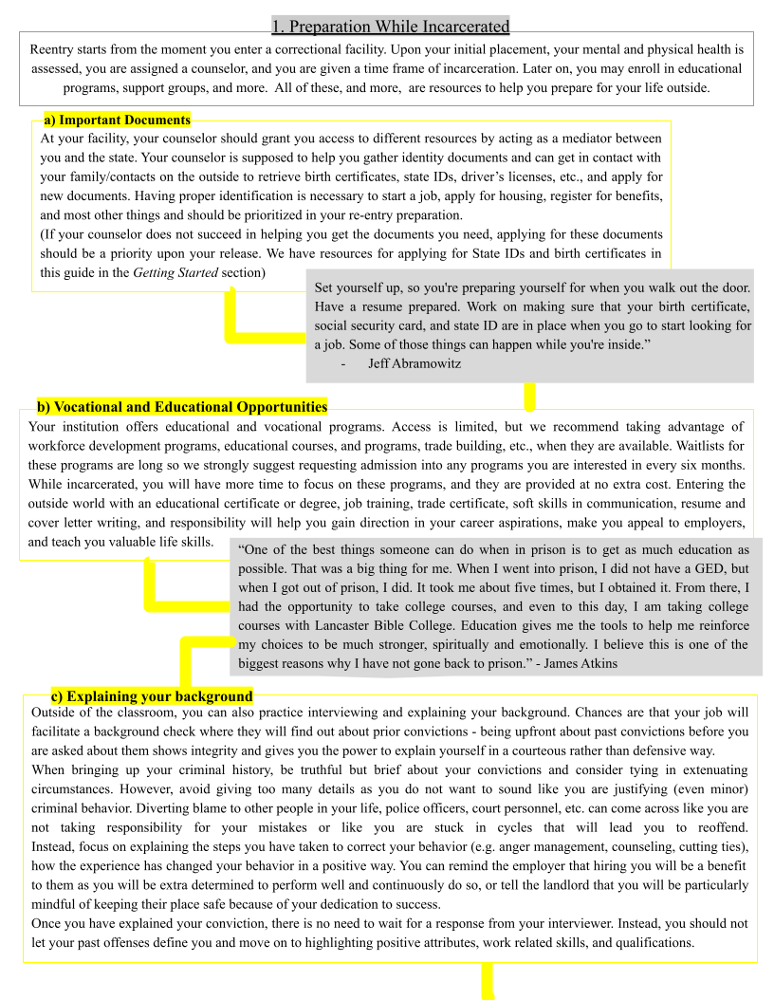 1. Preparation While Incarcerated
Reentry starts from the moment you enter a correctional facility. Upon your initial placement, your mental and physical health is
assessed, you are assigned a counselor, and you are given a time frame of incarceration. Later on, you may enroll in educational
programs, support groups, and more.  All of these, and more,  are resources to help you prepare for your life outside.
a) Important Documents
At your facility, your counselor should grant you access to different resources by acting as a mediator between
you and the state. Your counselor is supposed to help you gather identity documents and can get in contact with
your family/contacts on the outside to retrieve birth certificates, state IDs, driver’s licenses, etc., and apply for
new documents. Having proper identification is necessary to start a job, apply for housing, register for benefits,
and most other things and should be prioritized in your re-entry preparation.
(If your counselor does not succeed in helping you get the documents you need, applying for these documents
should be a priority upon your release. We have resources for applying for State IDs and birth certificates in
this guide in the Getting Started section)
Set yourself up, so you're preparing yourself for when you walk out the door.
Have a resume prepared. Work on making sure that your birth certificate,
social security card, and state ID are in place when you go to start looking for
a job. Some of those things can happen while you're inside.”
- Jeff Abramowitz
b) Vocational and Educational Opportunities
Your institution offers educational and vocational programs. Access is limited, but we recommend taking advantage of
workforce development programs, educational courses, and programs, trade building, etc., when they are available. Waitlists for
these programs are long so we strongly suggest requesting admission into any programs you are interested in every six months.
While incarcerated, you will have more time to focus on these programs, and they are provided at no extra cost. Entering the
outside world with an educational certificate or degree, job training, trade certificate, soft skills in communication, resume and
cover letter writing, and responsibility will help you gain direction in your career aspirations, make you appeal to employers,
and teach you valuable life skills.
“One of the best things someone can do when in prison is to get as much education as
possible. That was a big thing for me. When I went into prison, I did not have a GED, but
when I got out of prison, I did. It took me about five times, but I obtained it. From there, I
had the opportunity to take college courses, and even to this day, I am taking college
courses with Lancaster Bible College. Education gives me the tools to help me reinforce
my choices to be much stronger, spiritually and emotionally. I believe this is one of the
biggest reasons why I have not gone back to prison.” - James Atkins
c) Explaining your background
Outside of the classroom, you can also practice interviewing and explaining your background. Chances are that your job will
facilitate a background check where they will find out about prior convictions - being upfront about past convictions before you
are asked about them shows integrity and gives you the power to explain yourself in a courteous rather than defensive way.
When bringing up your criminal history, be truthful but brief about your convictions and consider tying in extenuating
circumstances. However, avoid giving too many details as you do not want to sound like you are justifying (even minor)
criminal behavior. Diverting blame to other people in your life, police officers, court personnel, etc. can come across like you are
not taking responsibility for your mistakes or like you are stuck in cycles that will lead you to reoffend.
Instead, focus on explaining the steps you have taken to correct your behavior (e.g. anger management, counseling, cutting ties),
how the experience has changed your behavior in a positive way. You can remind the employer that hiring you will be a benefit
to them as you will be extra determined to perform well and continuously do so, or tell the landlord that you will be particularly
mindful of keeping their place safe because of your dedication to success.
Once you have explained your conviction, there is no need to wait for a response from your interviewer. Instead, you should not
let your past offenses define you and move on to highlighting positive attributes, work related skills, and qualifications.